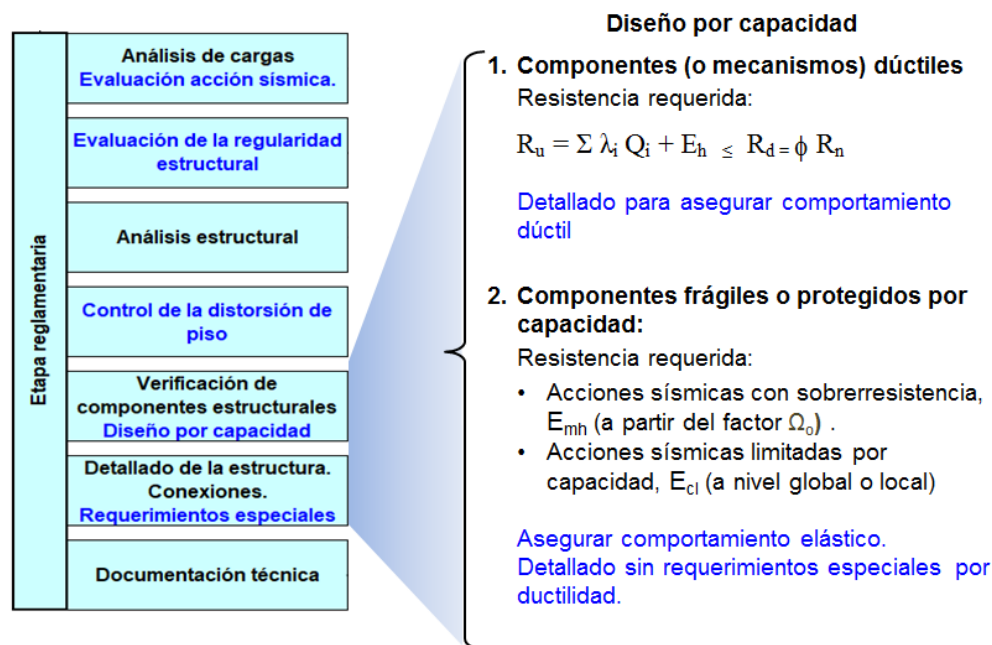 Etapa reglamentaria
Análisis de cargas
Evaluación acción sísmica.
Evaluación de la regularidad
estructural
Análisis estructural
Control de la distorsión de
piso
Verificación de
componentes estructurales
Diseño por capacidad
Detallado de la estructura.
Conexiones.
Requerimientos especiales
Documentación técnica
Diseño por capacidad
1. Componentes (o mecanismos) dúctiles
Resistencia requerida:
Ru = Σ λi Qi + Eh ≤ Rd = ϕ Rn
Detallado para asegurar comportamiento
dúctil
2. Componentes frágiles o protegidos por
capacidad:
Resistencia requerida:
• Acciones sísmicas con sobrerresistencia,
Emh (a partir del factor Ωo) .
• Acciones sísmicas limitadas por
capacidad, Ecl (a nivel global o local)
Asegurar comportamiento elástico.
Detallado sin requerimientos especiales por
ductilidad.